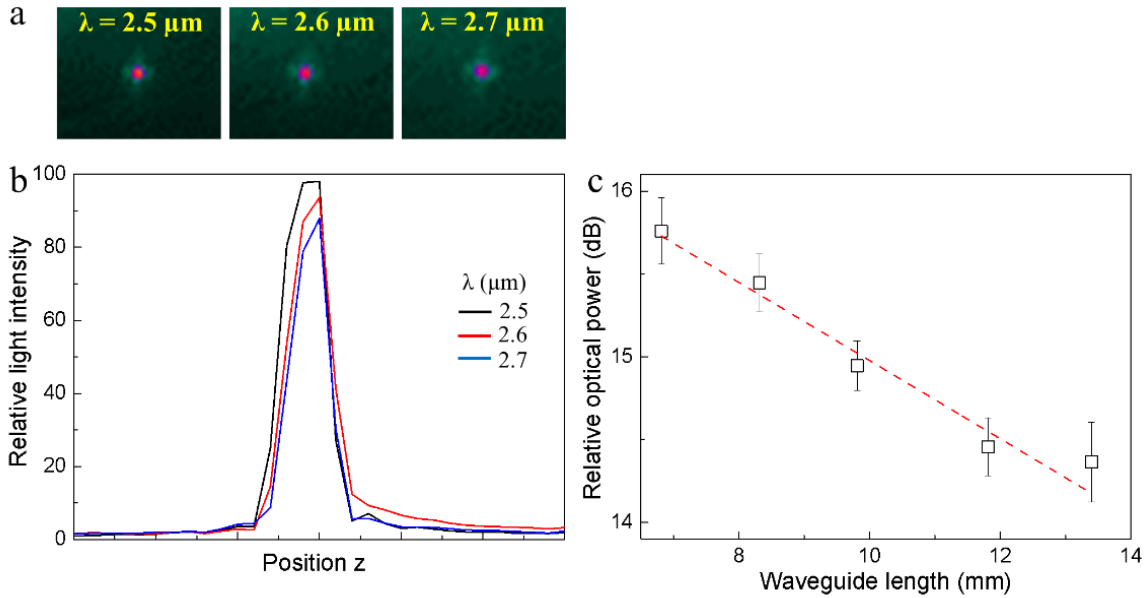 a
λ = 2.5 µm
λ = 2.6 µm
λ = 2.7 µm
b
100
80
60
40
20
0
Relative light intensity
Position z
λ (µm)
2.5
2.6
2.7
c
16
15
14
Relative optical power (dB)
8
10
12
14
Waveguide length (mm)